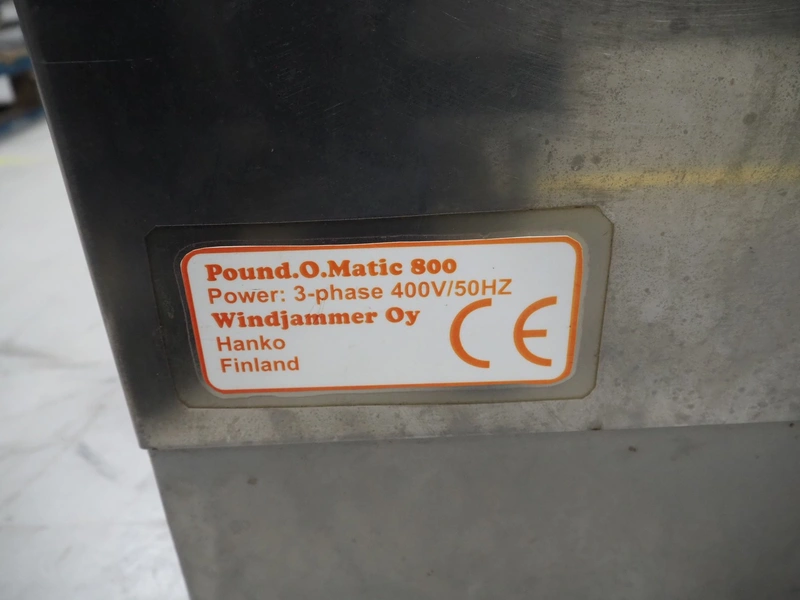 Pound.O.Matic 800
Power: 3-phase 400V/50HZ
Windjammer Oy
Hanko
Finland
CE